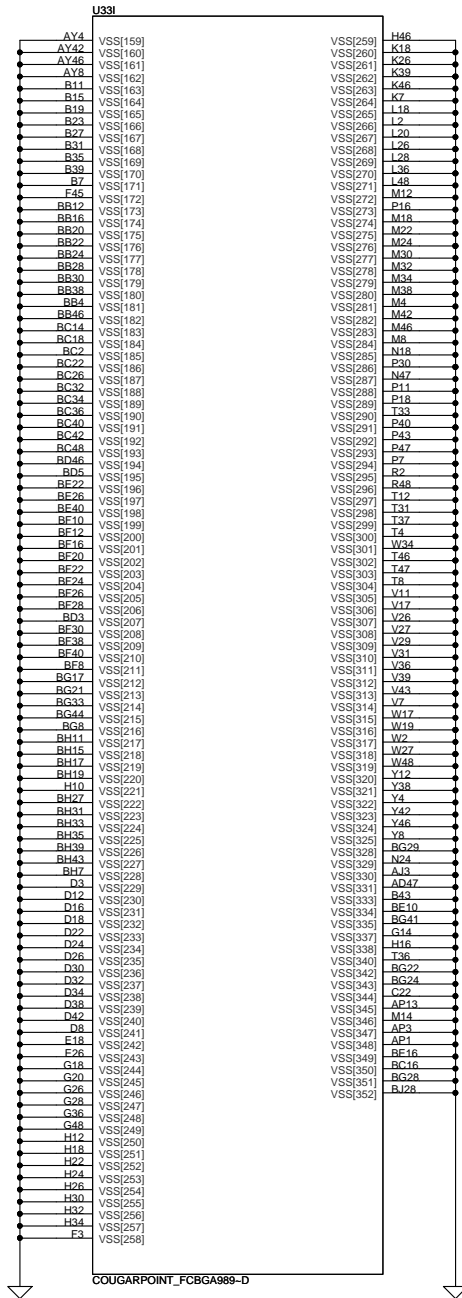 U33I
AY4 VSS[159] VSS[259] H46
AY42 VSS[160] VSS[260] K18
AY46 VSS[161] VSS[261] K26
AY8 VSS[162] VSS[262] K39
B11 VSS[163] VSS[263] K46
B15 VSS[164] VSS[264] K7
B19 VSS[165] VSS[265] L18
B23 VSS[166] VSS[266] L2
B27 VSS[167] VSS[267] L20
B31 VSS[168] VSS[268] L26
B35 VSS[169] VSS[269] L28
B39 VSS[170] VSS[270] L36
B7 VSS[171] VSS[271] L48
F45 VSS[172] VSS[272] M12
BB12 VSS[173] VSS[273] P16
BB16 VSS[174] VSS[274] M18
BB20 VSS[175] VSS[275] M22
BB22 VSS[176] VSS[276] M24
BB24 VSS[177] VSS[277] M30
BB28 VSS[178] VSS[278] M32
BB30 VSS[179] VSS[279] M34
BB38 VSS[180] VSS[280] M38
BB4 VSS[181] VSS[281] M4
BB46 VSS[182] VSS[282] M42
BC14 VSS[183] VSS[283] M46
BC18 VSS[184] VSS[284] M8
BC2 VSS[185] VSS[285] N18
BC22 VSS[186] VSS[286] P30
BC26 VSS[187] VSS[287] N47
BC32 VSS[188] VSS[288] P11
BC34 VSS[189] VSS[289] P18
BC36 VSS[190] VSS[290] T33
BC40 VSS[191] VSS[291] P40
BC42 VSS[192] VSS[292] P43
BC48 VSS[193] VSS[293] P47
BD46 VSS[194] VSS[294] P7
BD5 VSS[195] VSS[295] R2
BE22 VSS[196] VSS[296] R48
BE26 VSS[197] VSS[297] T12
BE40 VSS[198] VSS[298] T31
BF10 VSS[199] VSS[299] T37
BF12 VSS[200] VSS[300] T4
BF16 VSS[201] VSS[301] W34
BF20 VSS[202] VSS[302] T46
BF22 VSS[203] VSS[303] T47
BF24 VSS[204] VSS[304] T8
BF26 VSS[205] VSS[305] V11
BF28 VSS[206] VSS[306] V17
BD3 VSS[207] VSS[307] V26
BF30 VSS[208] VSS[308] V27
BF38 VSS[209] VSS[309] V29
BF40 VSS[210] VSS[310] V31
BF8 VSS[211] VSS[311] V36
BG17 VSS[212] VSS[312] V39
BG21 VSS[213] VSS[313] V43
BG33 VSS[214] VSS[314] V7
BG44 VSS[215] VSS[315] W17
BG8 VSS[216] VSS[316] W19
BH11 VSS[217] VSS[317] W2
BH15 VSS[218] VSS[318] W27
BH17 VSS[219] VSS[319] W48
BH19 VSS[220] VSS[320] Y12
H10 VSS[221] VSS[321] Y38
BH27 VSS[222] VSS[322] Y4
BH31 VSS[223] VSS[323] Y42
BH33 VSS[224] VSS[324] Y46
BH35 VSS[225] VSS[325] Y8
BH39 VSS[226] VSS[328] BG29
BH43 VSS[227] VSS[329] N24
BH7 VSS[228] VSS[330] AJ3
D3 VSS[229] VSS[331] AD47
D12 VSS[230] VSS[333] B43
D16 VSS[231] VSS[334] BE10
D18 VSS[232] VSS[335] BG41
D22 VSS[233] VSS[337] G14
D24 VSS[234] VSS[338] H16
D26 VSS[235] VSS[340] T36
D30 VSS[236] VSS[342] BG22
D32 VSS[237] VSS[343] BG24
D34 VSS[238] VSS[344] C22
D38 VSS[239] VSS[345] AP13
D42 VSS[240] VSS[346] M14
D8 VSS[241] VSS[347] AP3
E18 VSS[242] VSS[348] AP1
E26 VSS[243] VSS[349] BE16
G18 VSS[244] VSS[350] BC16
G20 VSS[245] VSS[351] BG28
G26 VSS[246] VSS[352] BJ28
G28 VSS[247]
G36 VSS[248]
G48 VSS[249]
H12 VSS[250]
H18 VSS[251]
H22 VSS[252]
H24 VSS[253]
H26 VSS[254]
H30 VSS[255]
H32 VSS[256]
H34 VSS[257]
F3 VSS[258]
COUGARPOINT_FCBGA989~D